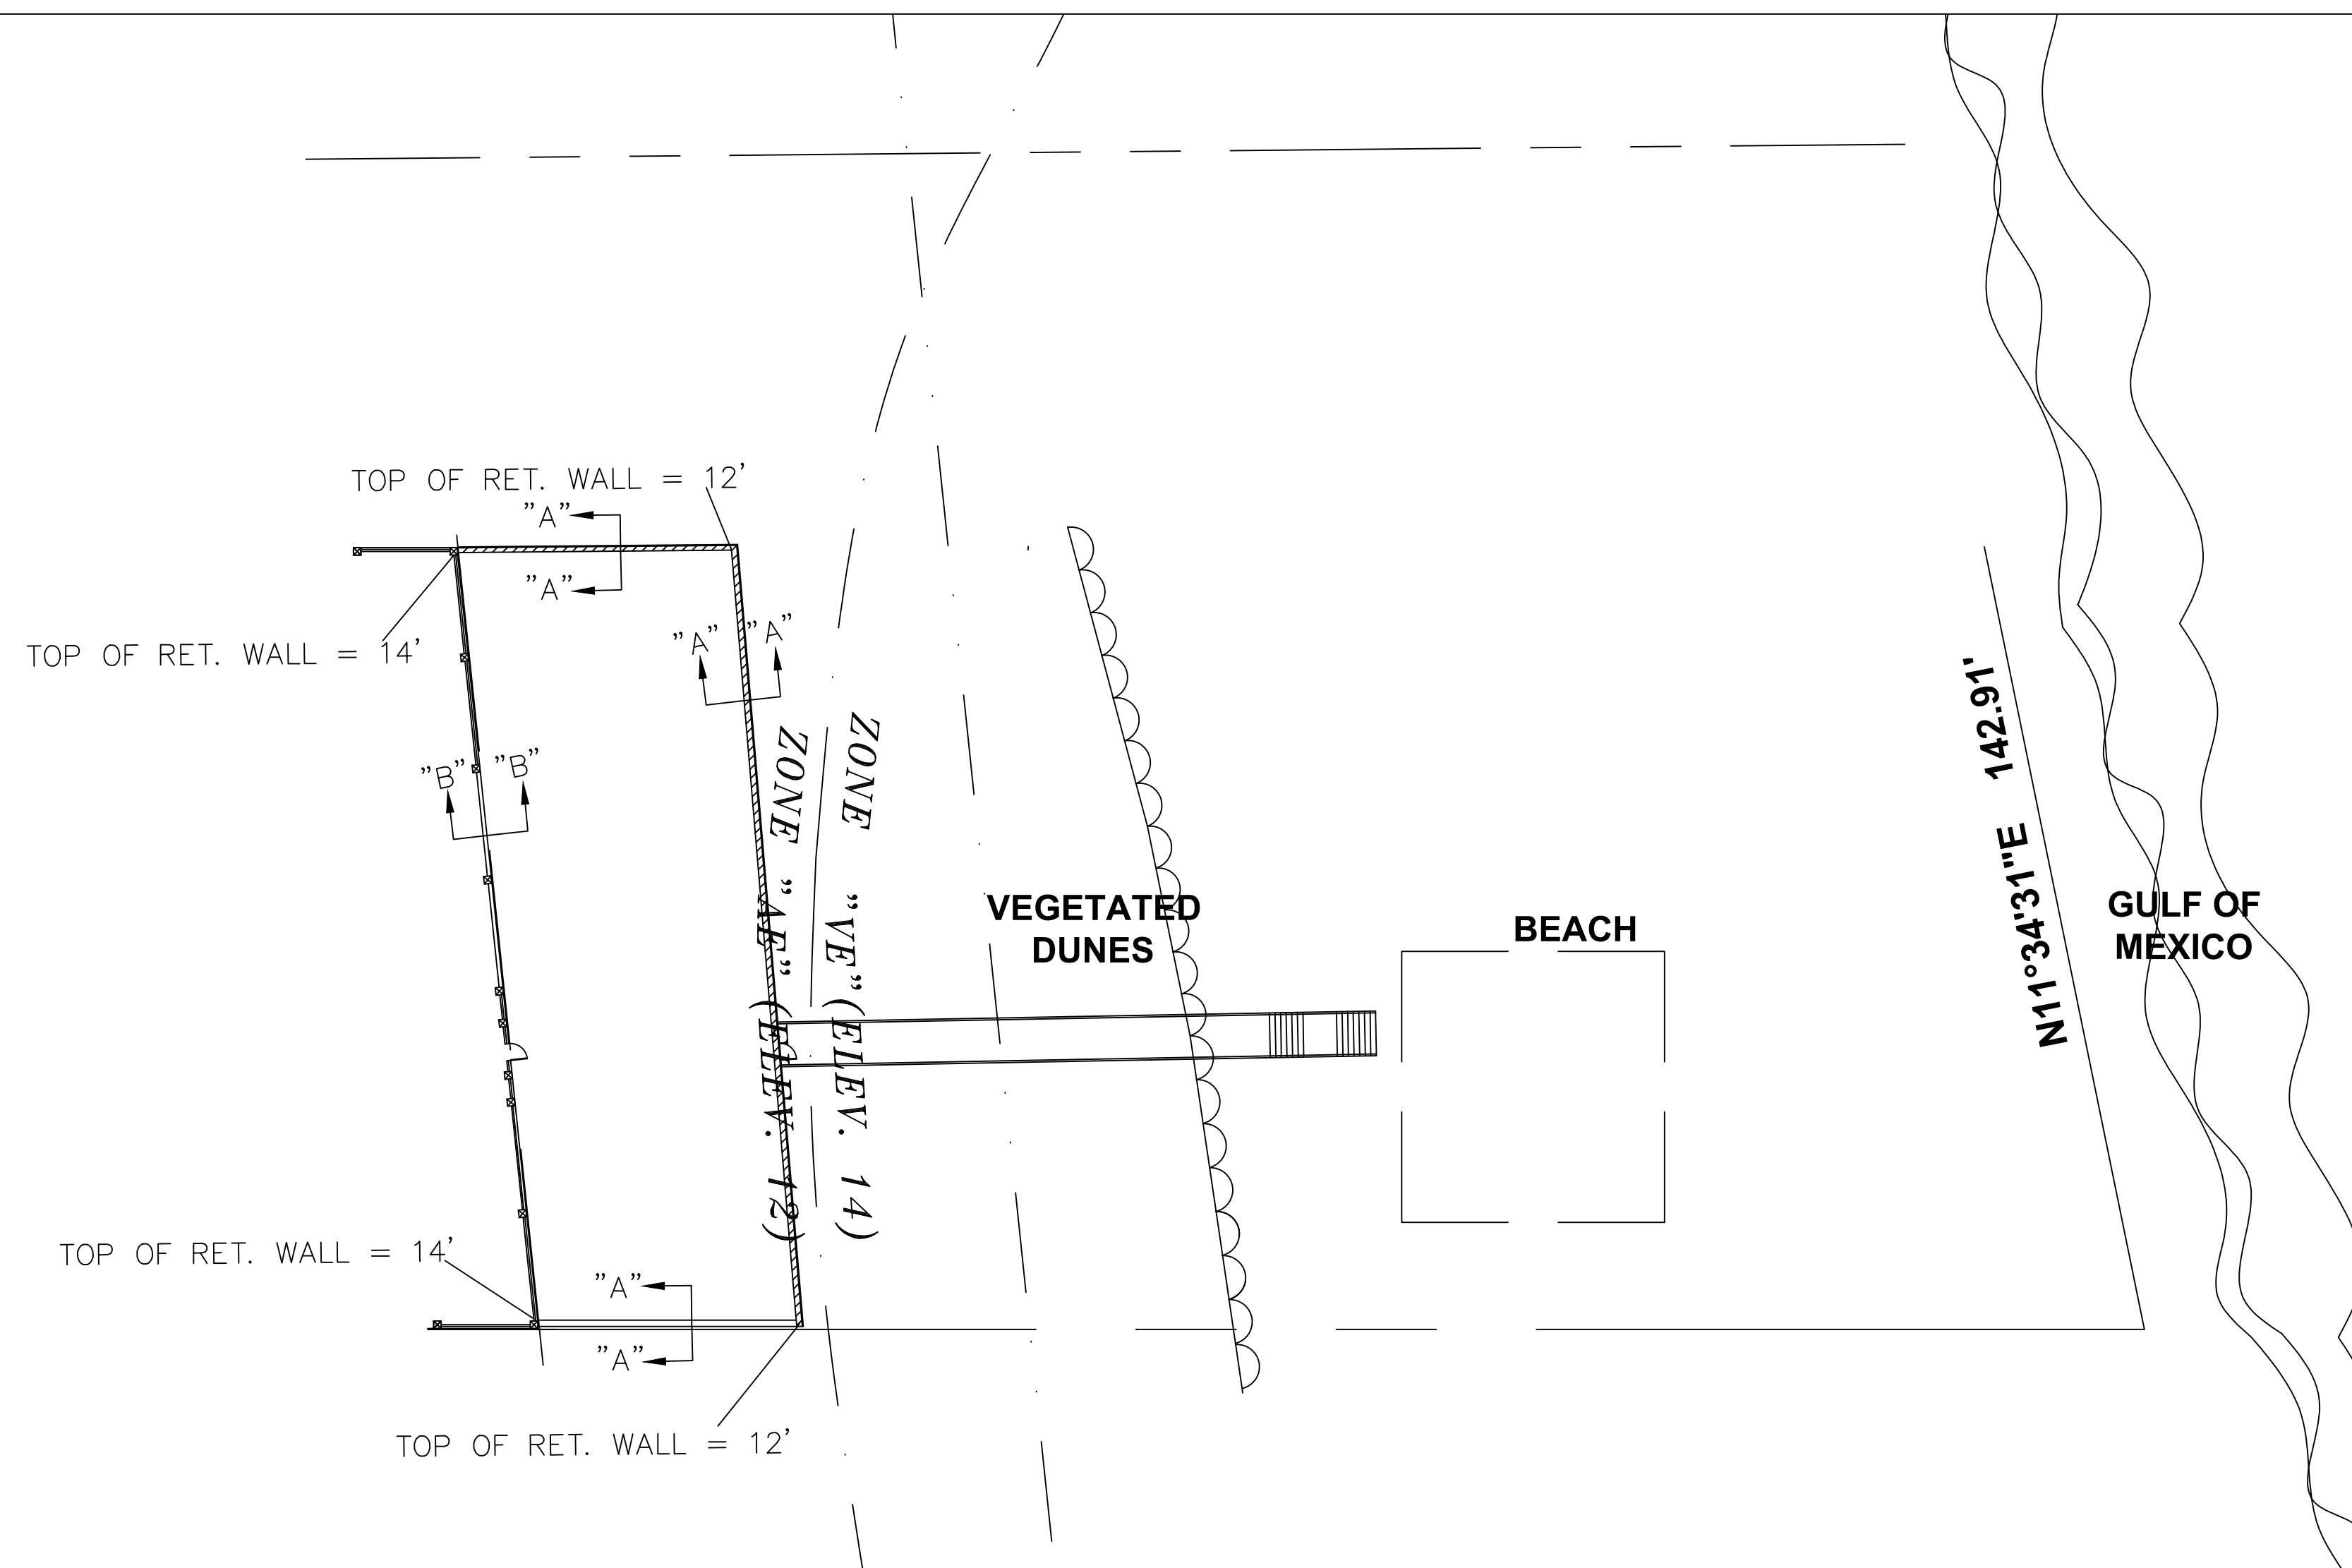 TOP OF RET. WALL = 12'
"A"
"A"
TOP OF RET. WALL = 14'
"A" "A"
"B" "B"
ZONE "AE" (ELEV. 12)
ZONE "VE" (ELEV. 14)
VEGETATED
DUNES
BEACH
N11°34'31"E 142.91'
GULF OF
MEXICO
TOP OF RET. WALL = 14'
"A"
"A"
TOP OF RET. WALL = 12'